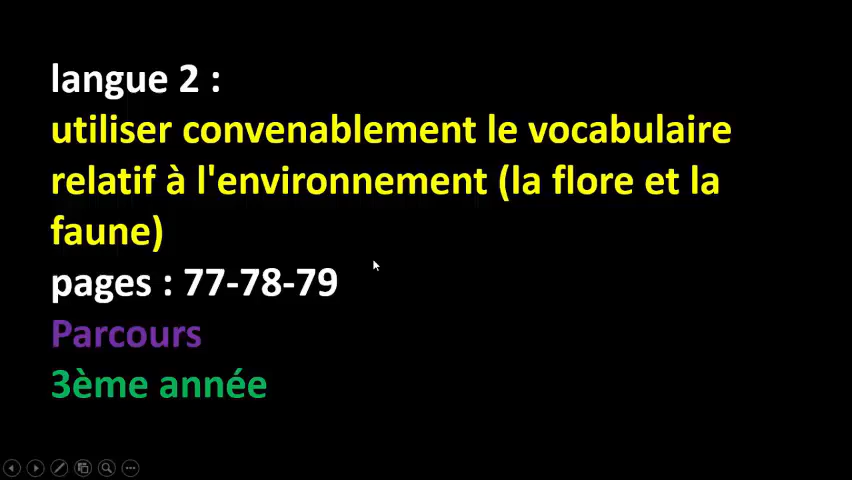 langue 2 :
utiliser convenablement le vocabulaire
relatif à l'environnement (la flore et la
faune)
pages : 77-78-79
Parcours
3ème année